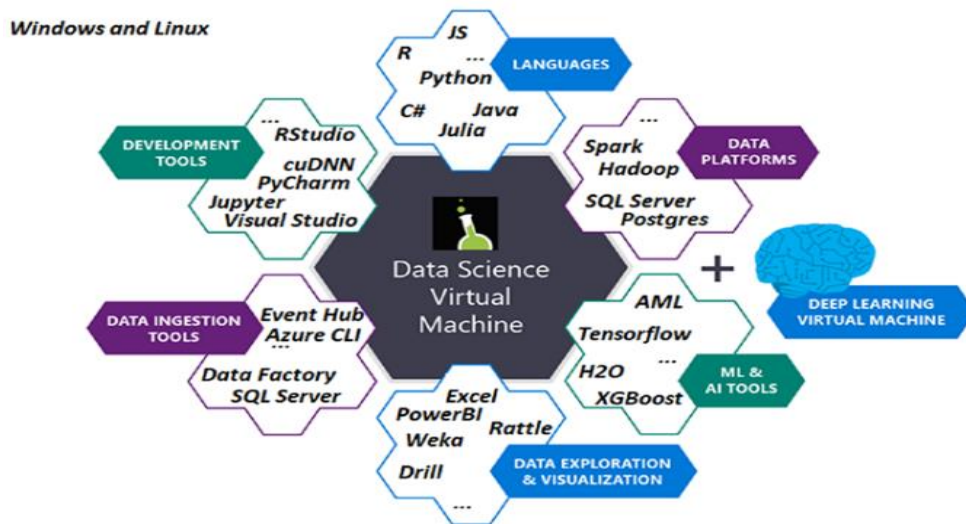 Windows and Linux
JS
R
...
Python
C#
Java
Julia
LANGUAGES
...
RStudio
cuDNN
PyCharm
Jupyter
Visual Studio
DEVELOPMENT
TOOLS
...
Spark
Hadoop
SQL Server
Postgres
DATA
PLATFORMS
Data Science
Virtual
Machine
+
DEEP LEARNING
VIRTUAL MACHINE
DATA INGESTION
TOOLS
Event Hub
Azure CLI
...
Data Factory
SQL Server
AML
Tensorflow
...
H2O
XGBoost
ML &
AI TOOLS
Excel
PowerBI
Rattle
Weka
Drill
...
DATA EXPLORATION
& VISUALIZATION